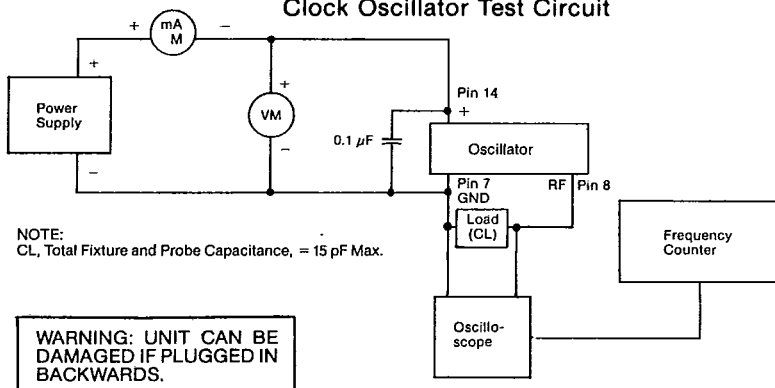 Clock Oscillator Test Circuit
+ mA M −
+
Power
Supply
−
+
VM
−
0.1 µF
Pin 14
+
Oscillator
Pin 7
GND
RF Pin 8
Load
(CL)
Frequency
Counter
Oscillo-
scope
NOTE:
CL, Total Fixture and Probe Capacitance, = 15 pF Max.
WARNING: UNIT CAN BE
DAMAGED IF PLUGGED IN
BACKWARDS.